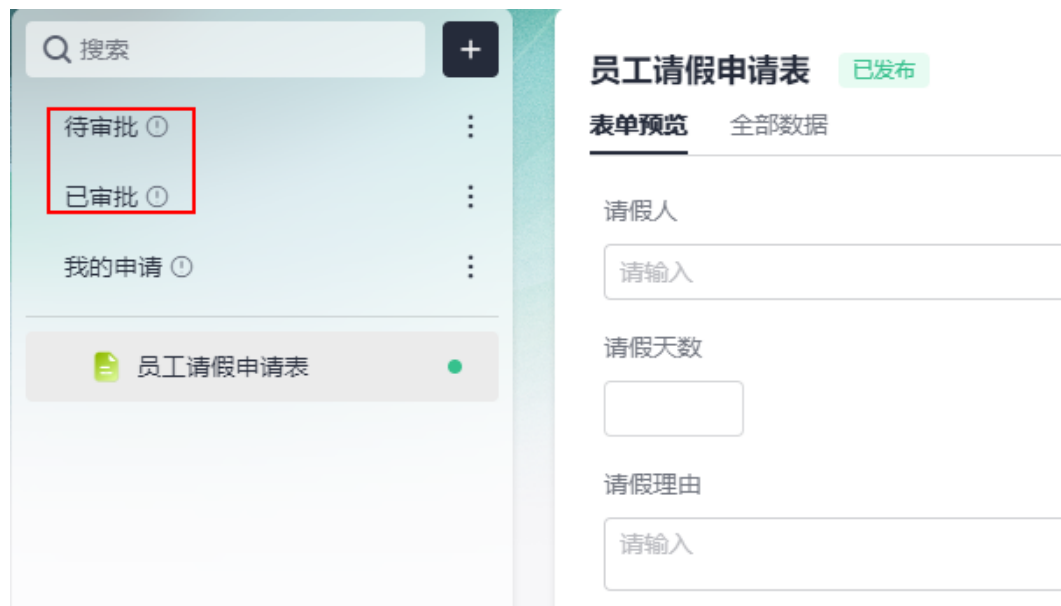 搜索
+
待审批
已审批
我的申请
员工请假申请表
员工请假申请表 已发布
表单预览 全部数据
请假人
请输入
请假天数
请假理由
请输入